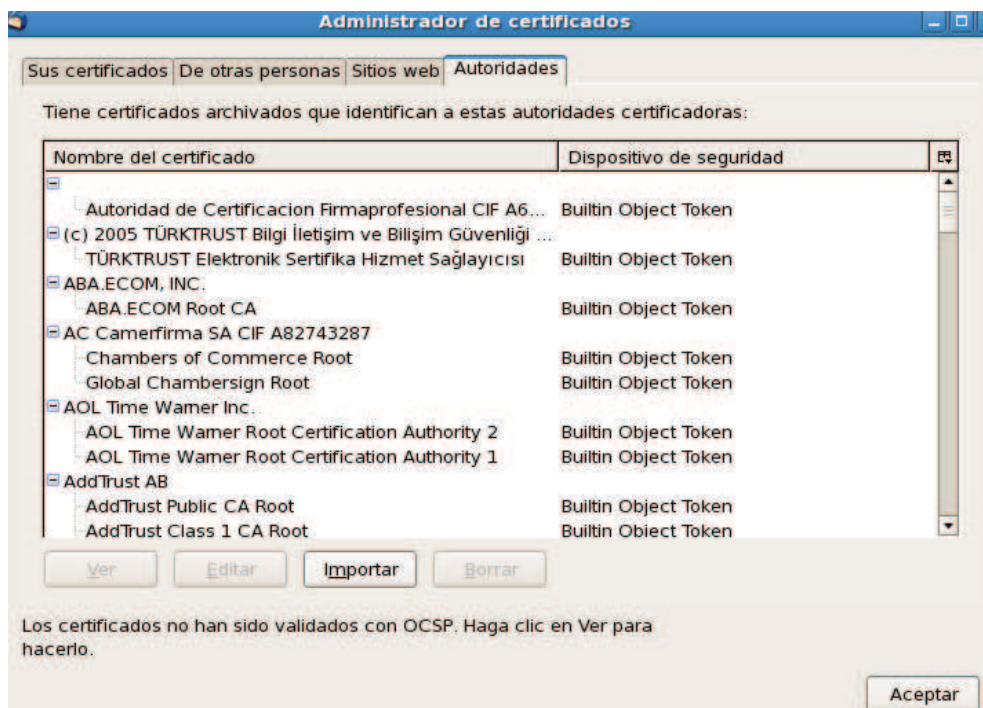 Administrador de certificados
Sus certificados De otras personas Sitios web Autoridades
Tiene certificados archivados que identifican a estas autoridades certificadoras:
Nombre del certificado Dispositivo de seguridad
Autoridad de Certificacion Firmaprofesional CIF A6... Builtin Object Token
(c) 2005 TÜRKTRUST Bilgi İletişim ve Bilişim Güvenliği ...
TÜRKTRUST Elektronik Sertifika Hizmet Sağlayıcısı Builtin Object Token
ABA.ECOM, INC.
ABA.ECOM Root CA Builtin Object Token
AC Camerfirma SA CIF A82743287
Chambers of Commerce Root Builtin Object Token
Global Chambersign Root Builtin Object Token
AOL Time Warner Inc.
AOL Time Warner Root Certification Authority 2 Builtin Object Token
AOL Time Warner Root Certification Authority 1 Builtin Object Token
AddTrust AB
AddTrust Public CA Root Builtin Object Token
AddTrust Class 1 CA Root Builtin Object Token
Ver Editar Importar Borrar
Los certificados no han sido validados con OCSP. Haga clic en Ver para
hacerlo.
Aceptar